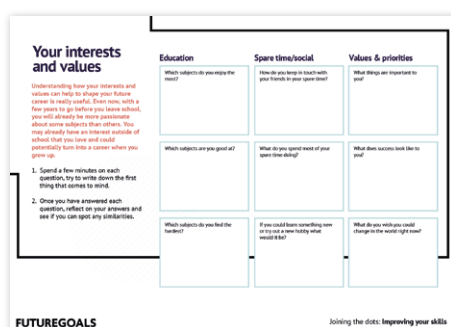 Your interests
and values
Understanding how your interests and
values can help to shape your future
career is really useful. Even now, with a
few years to go before you leave school,
you will already be more passionate
about some subjects than others. You
may already have an interest outside of
school that you love and could
potentially turn into a career when you
grow up.
1. Spend a few minutes on each
question, try to write down the first
thing that comes to mind.
2. Once you have answered each
question, reflect on your answers and
see if you can spot any similarities.
Education
Which subjects do you enjoy the
most?
Which subjects are you good at?
Which subjects do you find the
hardest?
Spare time/social
How do you keep in touch with
your friends in your spare time?
What do you spend most of your
spare time doing?
If you could learn something new
or try out a new hobby what
would it be?
Values & priorities
What things are important to
you?
What does success look like to
you?
What do you wish you could
change in the world right now?
FUTUREGOALS
Joining the dots: Improving your skills